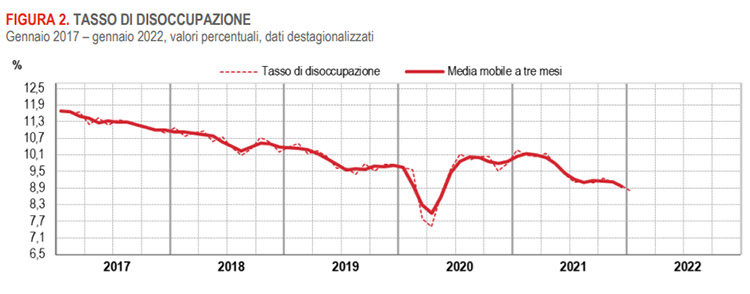 FIGURA 2. TASSO DI DISOCCUPAZIONE
Gennaio 2017 – gennaio 2022, valori percentuali, dati destagionalizzati
%
Tasso di disoccupazione
Media mobile a tre mesi
12,5
11,9
11,3
10,7
10,1
9,5
8,9
8,3
7,7
7,1
6,5
2017 2018 2019 2020 2021 2022